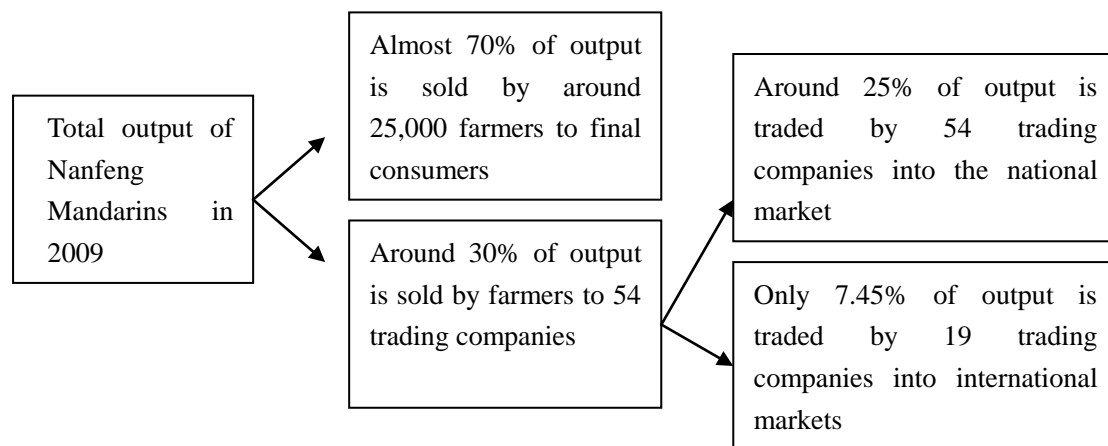 Total output of
Nanfeng
Mandarins in
2009
Almost 70% of output
is sold by around
25,000 farmers to final
consumers
Around 30% of output
is sold by farmers to 54
trading companies
Around 25% of output is
traded by 54 trading
companies into the national
market
Only 7.45% of output is
traded by 19 trading
companies into international
markets